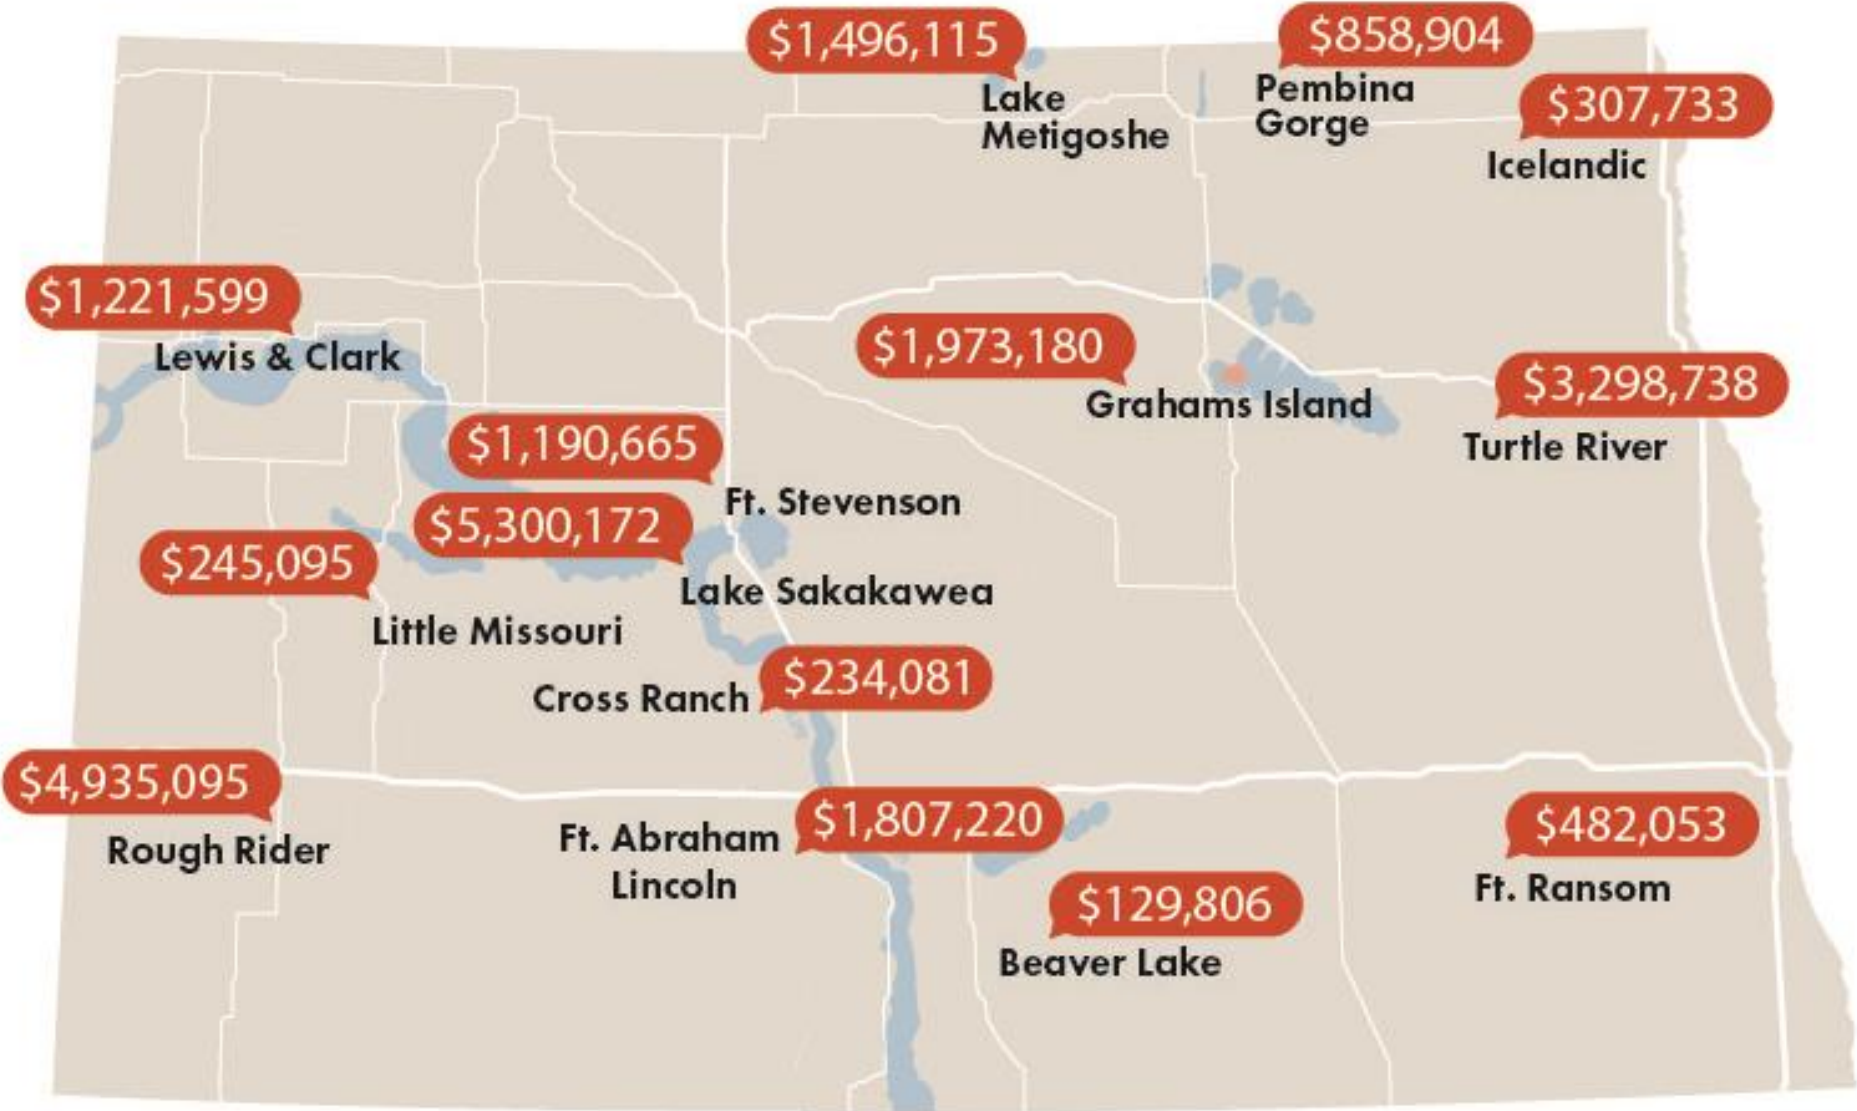 $1,496,115
Lake
Metigoshe
$858,904
Pembina
Gorge
$307,733
Icelandic
$1,221,599
Lewis & Clark
$1,973,180
Grahams Island
$3,298,738
Turtle River
$1,190,665
Ft. Stevenson
$5,300,172
Lake Sakakawea
$245,095
Little Missouri
$234,081
Cross Ranch
$4,935,095
Rough Rider
$1,807,220
Ft. Abraham
Lincoln
$129,806
Beaver Lake
$482,053
Ft. Ransom